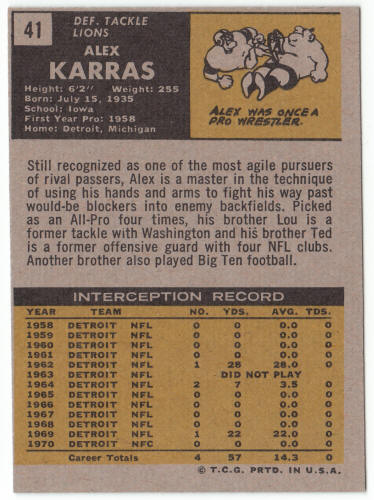 41
DEF. TACKLE
LIONS
ALEX
KARRAS
Height: 6'2" Weight: 255
Born: July 15, 1935
School: Iowa
First Year Pro: 1958
Home: Detroit, Michigan
ALEX WAS ONCE A
PRO WRESTLER.
Still recognized as one of the most agile pursuers
of rival passers, Alex is a master in the technique
of using his hands and arms to fight his way past
would-be blockers into enemy backfields. Picked
as an All-Pro four times, his brother Lou is a
former tackle with Washington and his brother Ted
is a former offensive guard with four NFL clubs.
Another brother also played Big Ten football.
INTERCEPTION RECORD
YEAR TEAM NO. YDS. AVG. TDS.
1958 DETROIT NFL 0 0 0.0 0
1959 DETROIT NFL 0 0 0.0 0
1960 DETROIT NFL 0 0 0.0 0
1961 DETROIT NFL 0 0 0.0 0
1962 DETROIT NFL 1 28 28.0 0
1963 DETROIT NFL DID NOT PLAY
1964 DETROIT NFL 2 7 3.5 0
1965 DETROIT NFL 0 0 0.0 0
1966 DETROIT NFL 0 0 0.0 0
1967 DETROIT NFL 0 0 0.0 0
1968 DETROIT NFL 0 0 0.0 0
1969 DETROIT NFL 1 22 22.0 0
1970 DETROIT NFC 0 0 0.0 0
Career Totals 4 57 14.3 0
© T.C.G. PRTD. IN U.S.A.